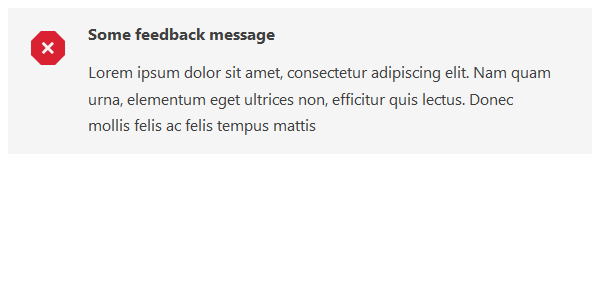 Some feedback message
Lorem ipsum dolor sit amet, consectetur adipiscing elit. Nam quam
urna, elementum eget ultrices non, efficitur quis lectus. Donec
mollis felis ac felis tempus mattis